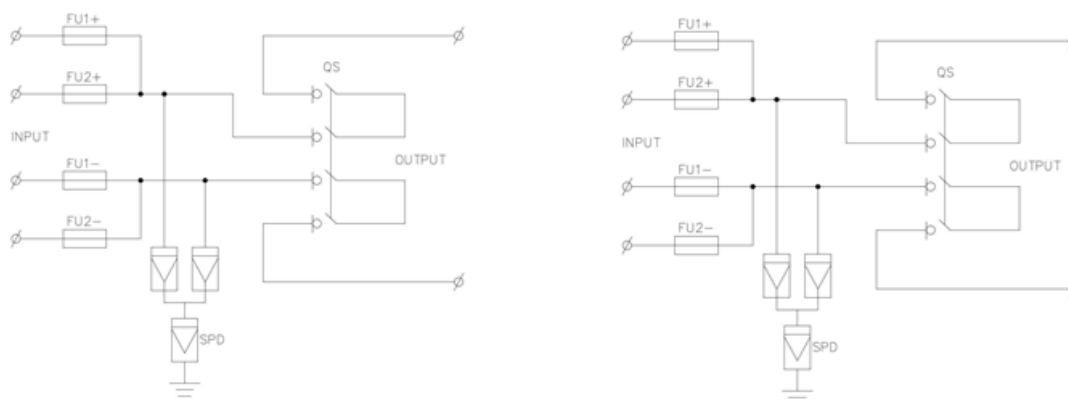 FU1+
QS
FU2+
INPUT
FU1-
OUTPUT
FU2-
SPD
FU1+
QS
FU2+
INPUT
FU1-
OUTPUT
FU2-
SPD